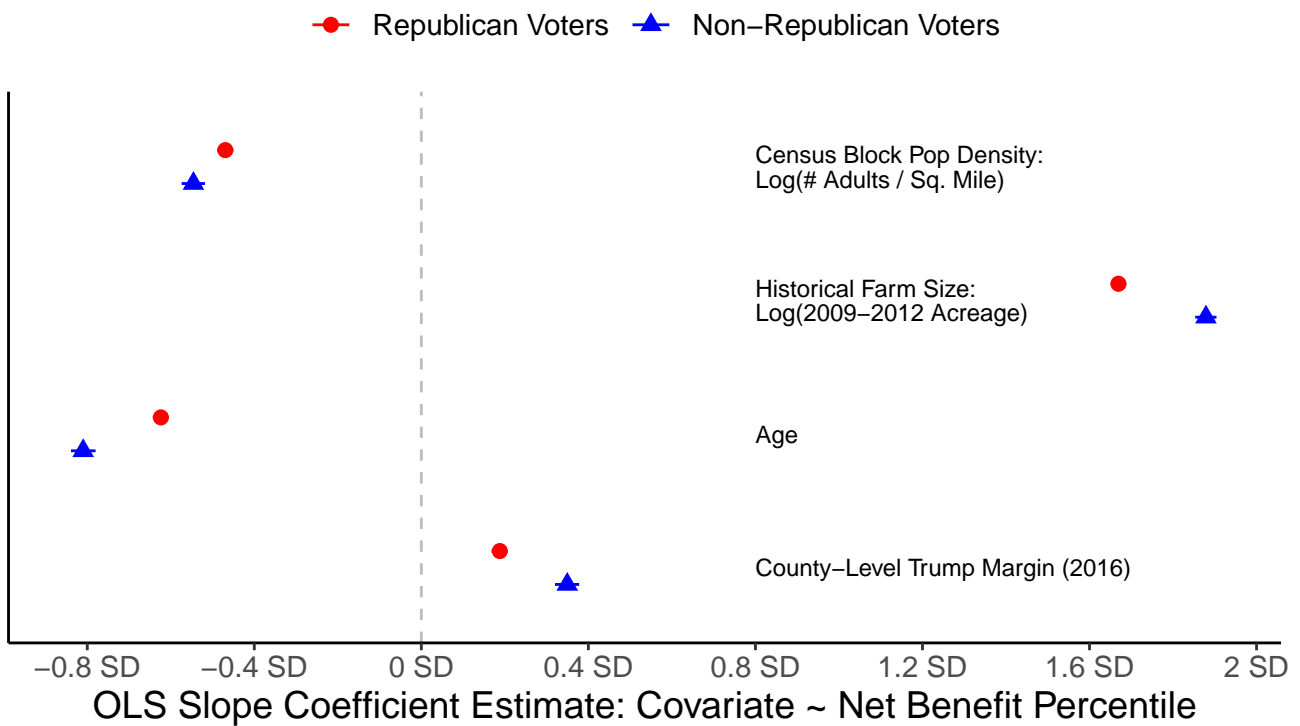 Republican Voters Non−Republican Voters
Census Block Pop Density:
Log(# Adults / Sq. Mile)
Historical Farm Size:
Log(2009−2012 Acreage)
Age
County−Level Trump Margin (2016)
−0.8 SD −0.4 SD 0 SD 0.4 SD 0.8 SD 1.2 SD 1.6 SD 2 SD
OLS Slope Coefficient Estimate: Covariate ~ Net Benefit Percentile